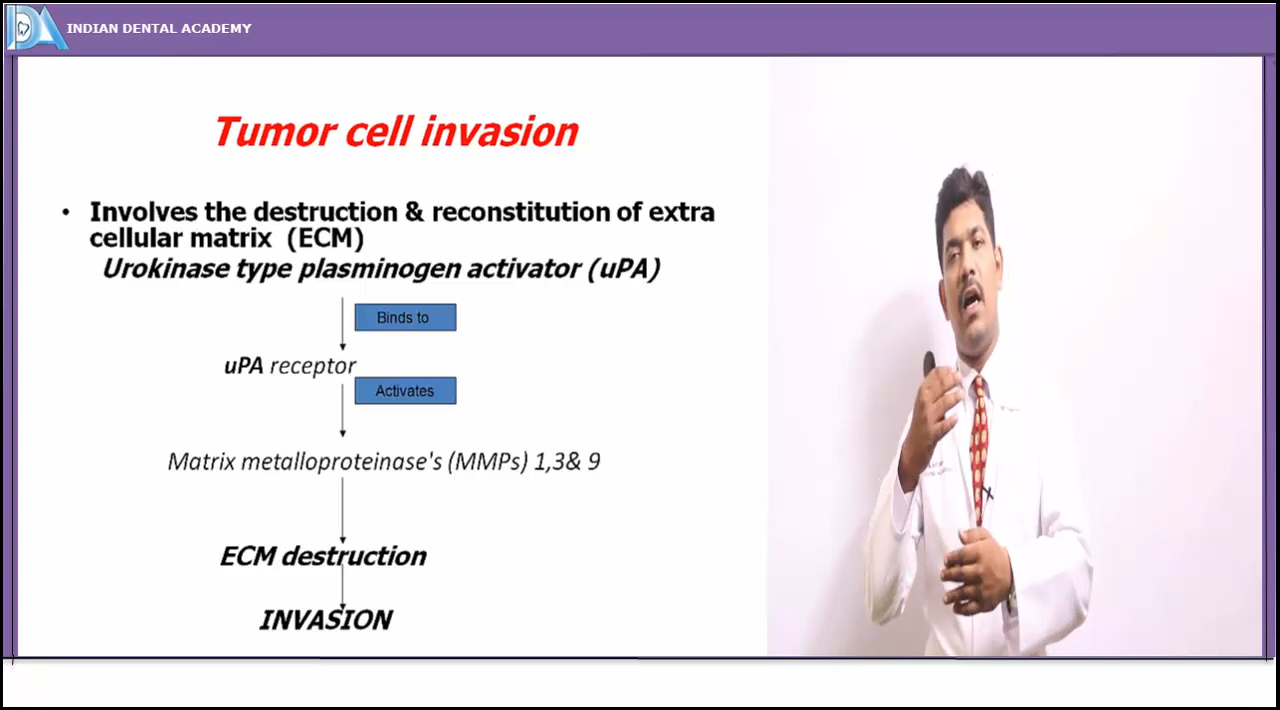 INDIAN DENTAL ACADEMY
Tumor cell invasion
• Involves the destruction & reconstitution of extra
cellular matrix (ECM)
Urokinase type plasminogen activator (uPA)
Binds to
uPA receptor
Activates
Matrix metalloproteinase's (MMPs) 1,3& 9
ECM destruction
INVASION